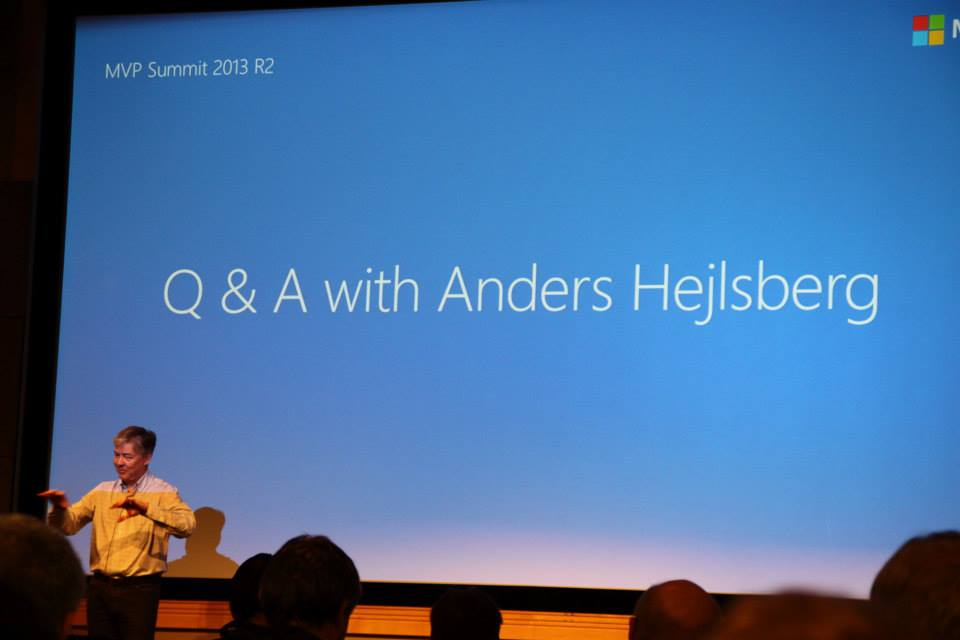 MVP Summit 2013 R2
Q & A with Anders Hejlsberg